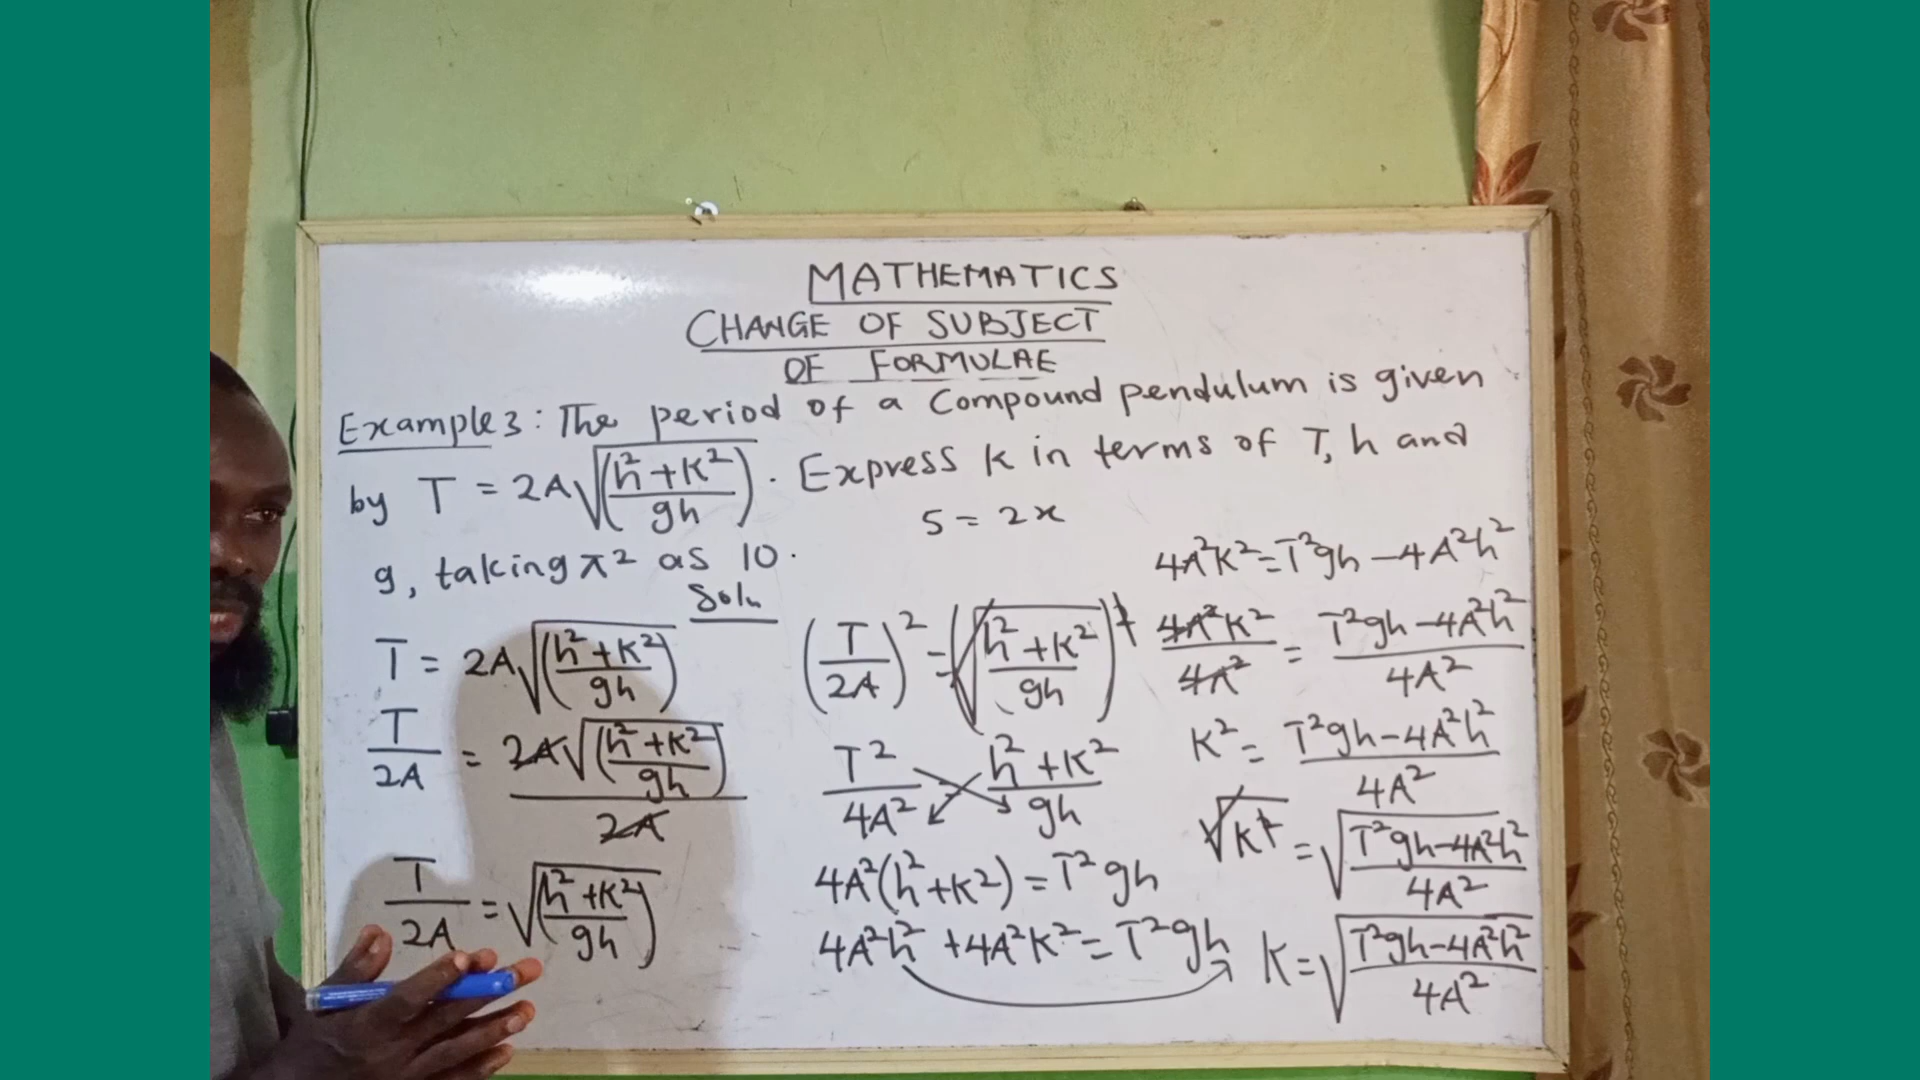 MATHEMATICS
CHANGE OF SUBJECT
OF FORMULAE
Example 3: The period of a compound pendulum is given
by T = 2A√((h²+K²)/gh). Express K in terms of T, h and
g, taking π² as 10.
S = 2x
Soln
T = 2A√((h²+K²)/gh)
T/2A = 2A√((h²+K²)/gh)/2A
T/2A = √((h²+K²)/gh)
(T/2A)² = (√((h²+K²)/gh))²
T²/4A² = (h²+K²)/gh
4A²(h²+K²) = T²gh
4A²h² + 4A²K² = T²gh
4A²K² = T²gh − 4A²h²
4A²K²/4A² = (T²gh − 4A²h²)/4A²
K² = (T²gh − 4A²h²)/4A²
√K² = √((T²gh − 4A²h²)/4A²)
K = √((T²gh − 4A²h²)/4A²)